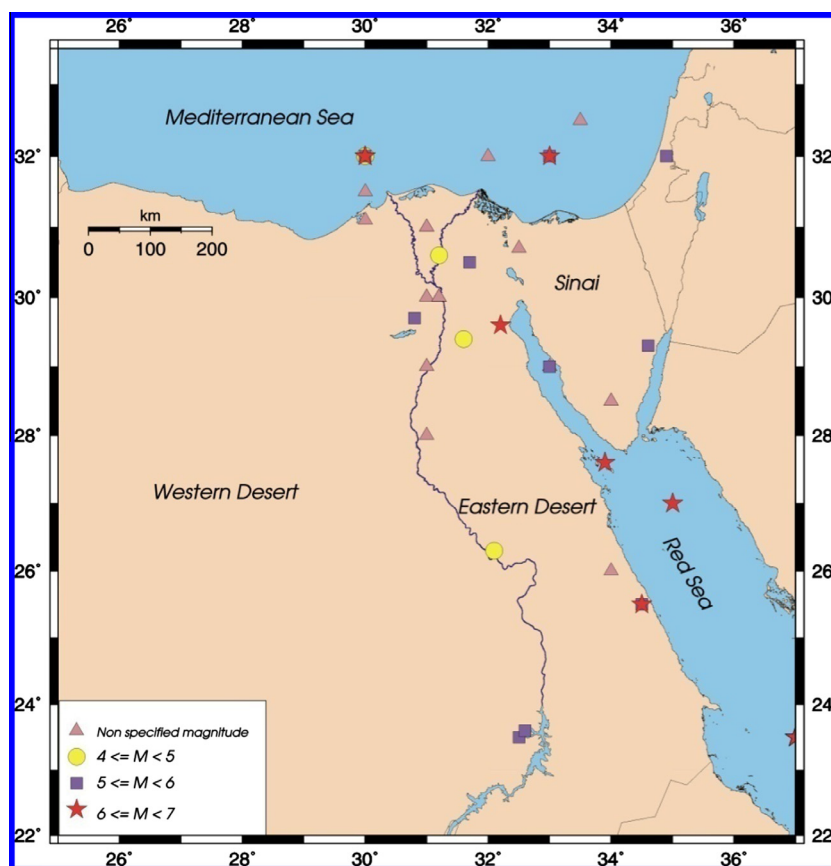 26° 28° 30° 32° 34° 36°
Mediterranean Sea
32° 32°
km
0 100 200
Sinai
30° 30°
28° 28°
Western Desert
Eastern Desert
Red Sea
26° 26°
24° 24°
Non specified magnitude
4 <= M < 5
5 <= M < 6
6 <= M < 7
22° 22°
26° 28° 30° 32° 34° 36°